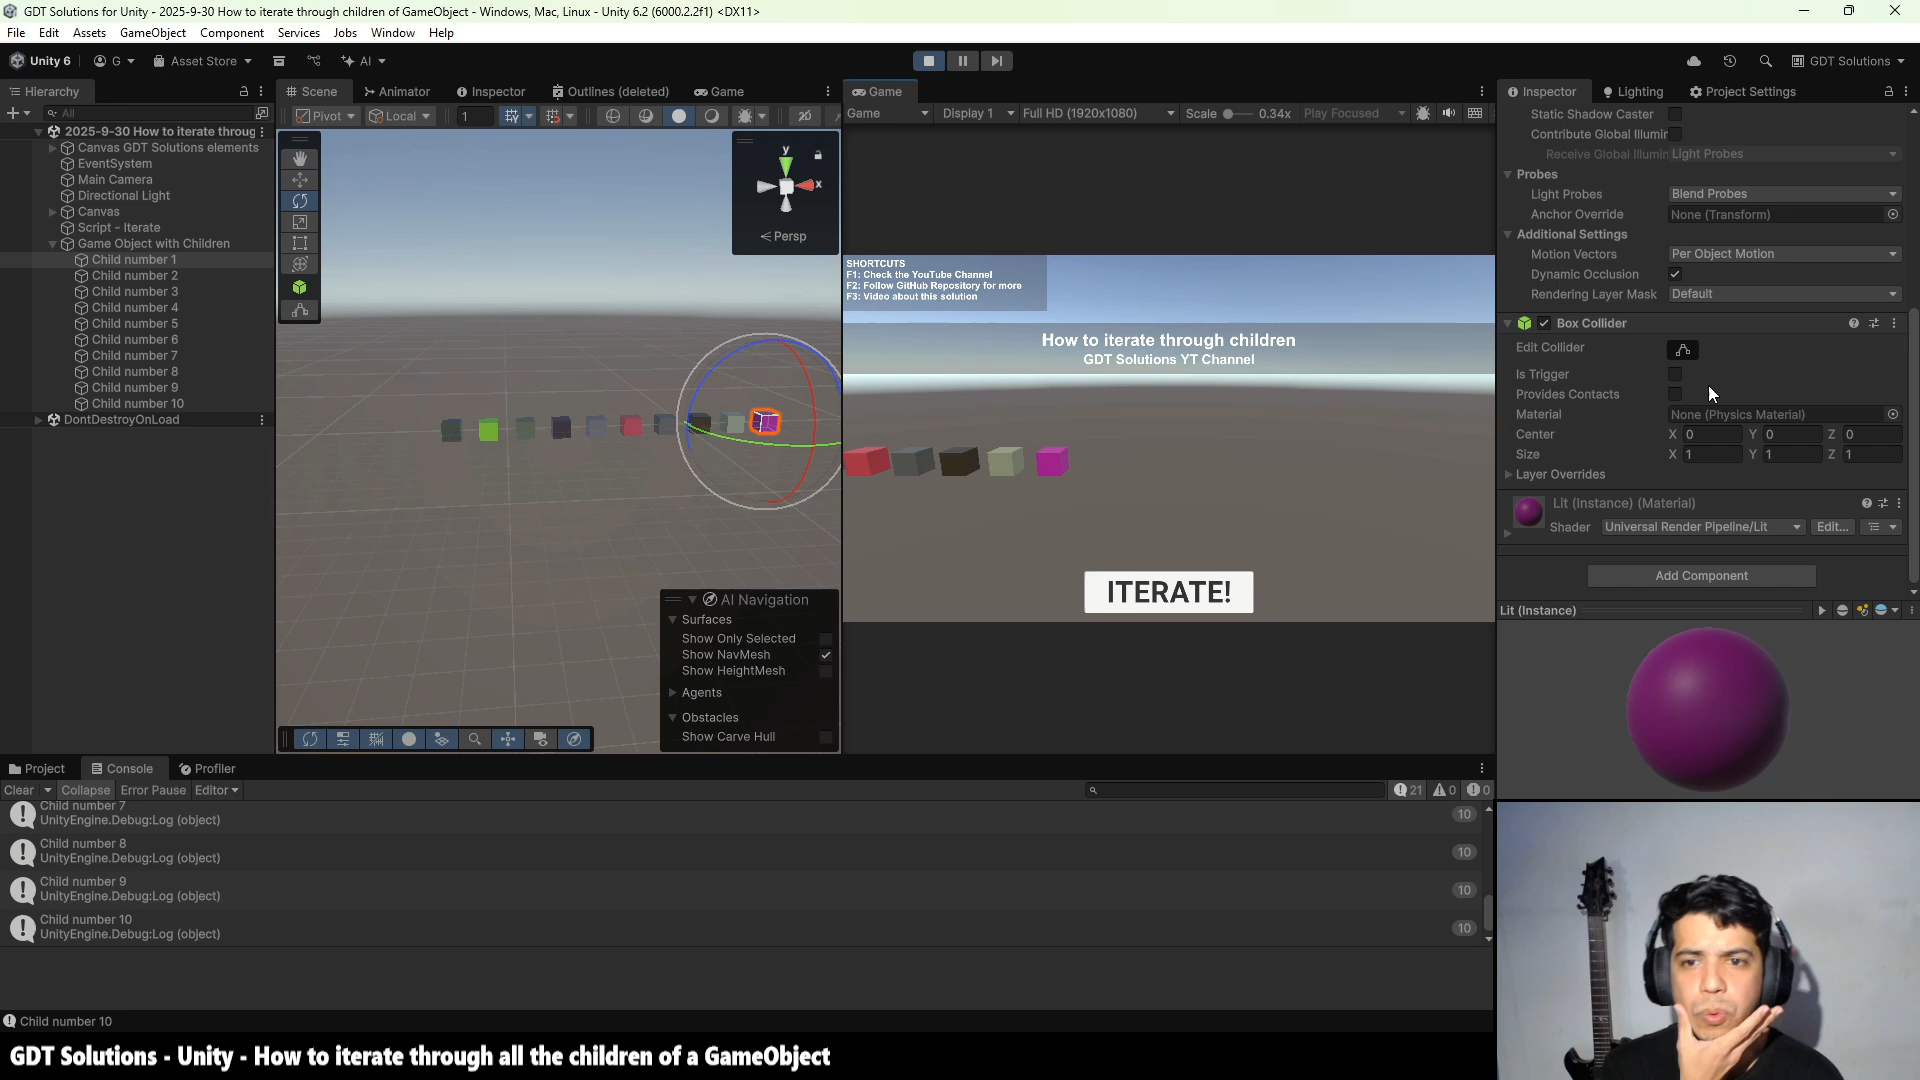 GDT Solutions for Unity - 2025-9-30 How to iterate through children of GameObject - Windows, Mac, Linux - Unity 6.2 (6000.2.2f1) <DX11>
File Edit Assets GameObject Component Services Jobs Window Help
Unity 6 G Asset Store AI GDT Solutions
Hierarchy
All
2025-9-30 How to iterate throug
Canvas GDT Solutions elements
EventSystem
Main Camera
Directional Light
Canvas
Script - Iterate
Game Object with Children
Child number 1
Child number 2
Child number 3
Child number 4
Child number 5
Child number 6
Child number 7
Child number 8
Child number 9
Child number 10
DontDestroyOnLoad
Scene Animator Inspector Outlines (deleted) Game
Pivot Local 1 2D
y
x
Persp
AI Navigation
Surfaces
Show Only Selected
Show NavMesh
Show HeightMesh
Agents
Obstacles
Show Carve Hull
Game
Game Display 1 Full HD (1920x1080) Scale 0.34x Play Focused
SHORTCUTS
F1: Check the YouTube Channel
F2: Follow GitHub Repository for more
F3: Video about this solution
How to iterate through children
GDT Solutions YT Channel
ITERATE!
Inspector Lighting Project Settings
Static Shadow Caster
Contribute Global Illumin
Receive Global Illumin Light Probes
Probes
Light Probes Blend Probes
Anchor Override None (Transform)
Additional Settings
Motion Vectors Per Object Motion
Dynamic Occlusion
Rendering Layer Mask Default
Box Collider
Edit Collider
Is Trigger
Provides Contacts
Material None (Physics Material)
Center X 0 Y 0 Z 0
Size X 1 Y 1 Z 1
Layer Overrides
Lit (Instance) (Material)
Shader Universal Render Pipeline/Lit Edit...
Add Component
Lit (Instance)
Project Console Profiler
Clear Collapse Error Pause Editor 21 0 0
Child number 7
UnityEngine.Debug:Log (object) 10
Child number 8
UnityEngine.Debug:Log (object) 10
Child number 9
UnityEngine.Debug:Log (object) 10
Child number 10
UnityEngine.Debug:Log (object) 10
Child number 10
GDT Solutions - Unity - How to iterate through all the children of a GameObject